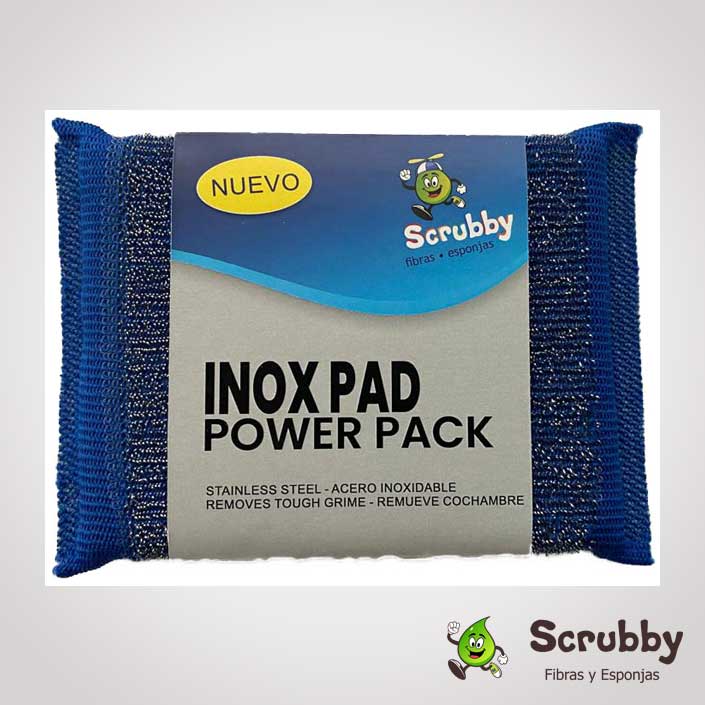 NUEVO
Scrubby
fibras • esponjas
INOX PAD
POWER PACK
STAINLESS STEEL - ACERO INOXIDABLE
REMOVES TOUGH GRIME - REMUEVE COCHAMBRE
Scrubby
Fibras y Esponjas